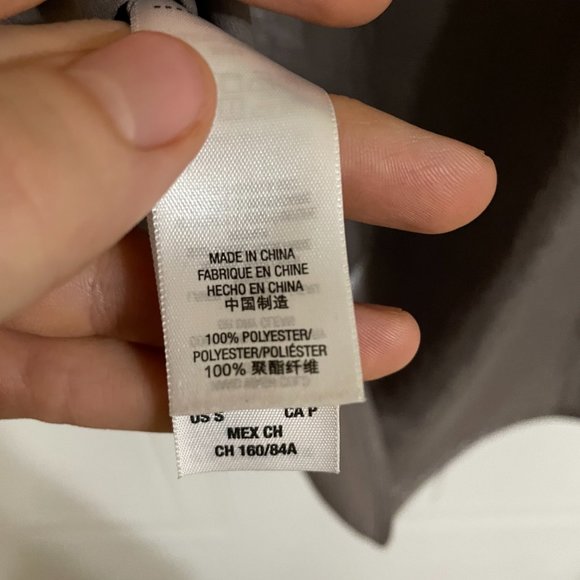 MADE IN CHINA
FABRIQUE EN CHINE
HECHO EN CHINA
中国制造
100% POLYESTER/
POLYESTER/POLIÉSTER
100% 聚酯纤维
US S CA P
MEX CH
CH 160/84A